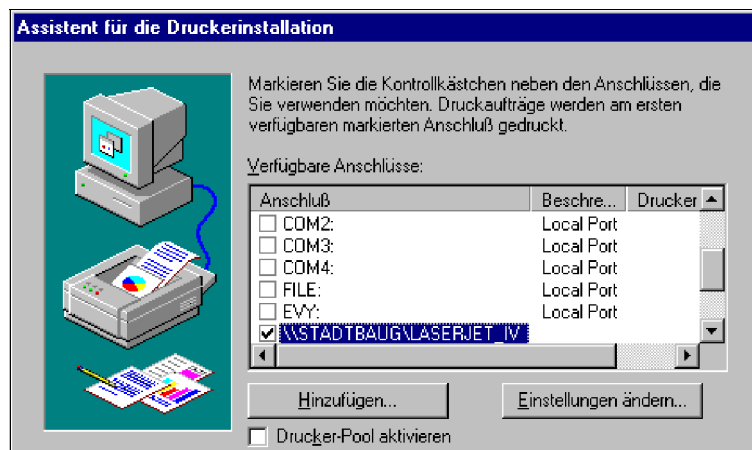 Assistent für die Druckerinstallation
Markieren Sie die Kontrollkästchen neben den Anschlüssen, die
Sie verwenden möchten. Druckaufträge werden am ersten
verfügbaren markierten Anschluß gedruckt.
Verfügbare Anschlüsse:
Anschluß Beschre... Drucker
COM2: Local Port
COM3: Local Port
COM4: Local Port
FILE: Local Port
EVY: Local Port
\\STADTBAUG\LASERJET_IV
Hinzufügen... Einstellungen ändern...
Drucker-Pool aktivieren